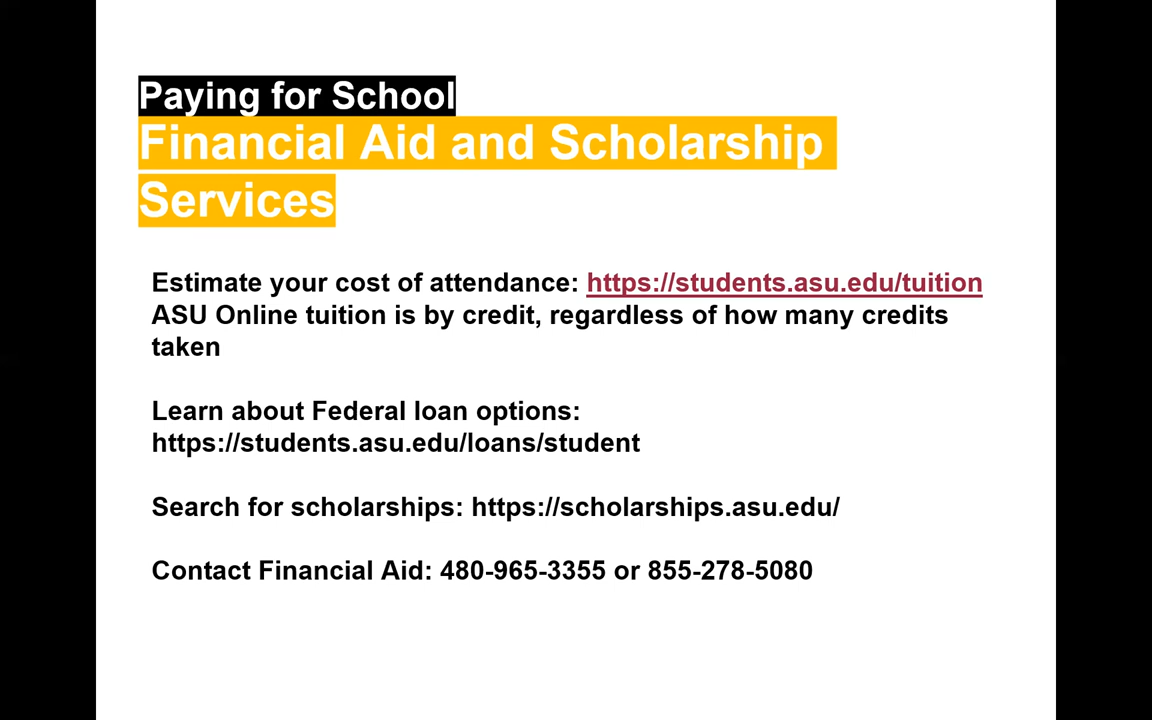 Paying for School
Financial Aid and Scholarship
Services
Estimate your cost of attendance: https://students.asu.edu/tuition
ASU Online tuition is by credit, regardless of how many credits
taken
Learn about Federal loan options:
https://students.asu.edu/loans/student
Search for scholarships: https://scholarships.asu.edu/
Contact Financial Aid: 480-965-3355 or 855-278-5080